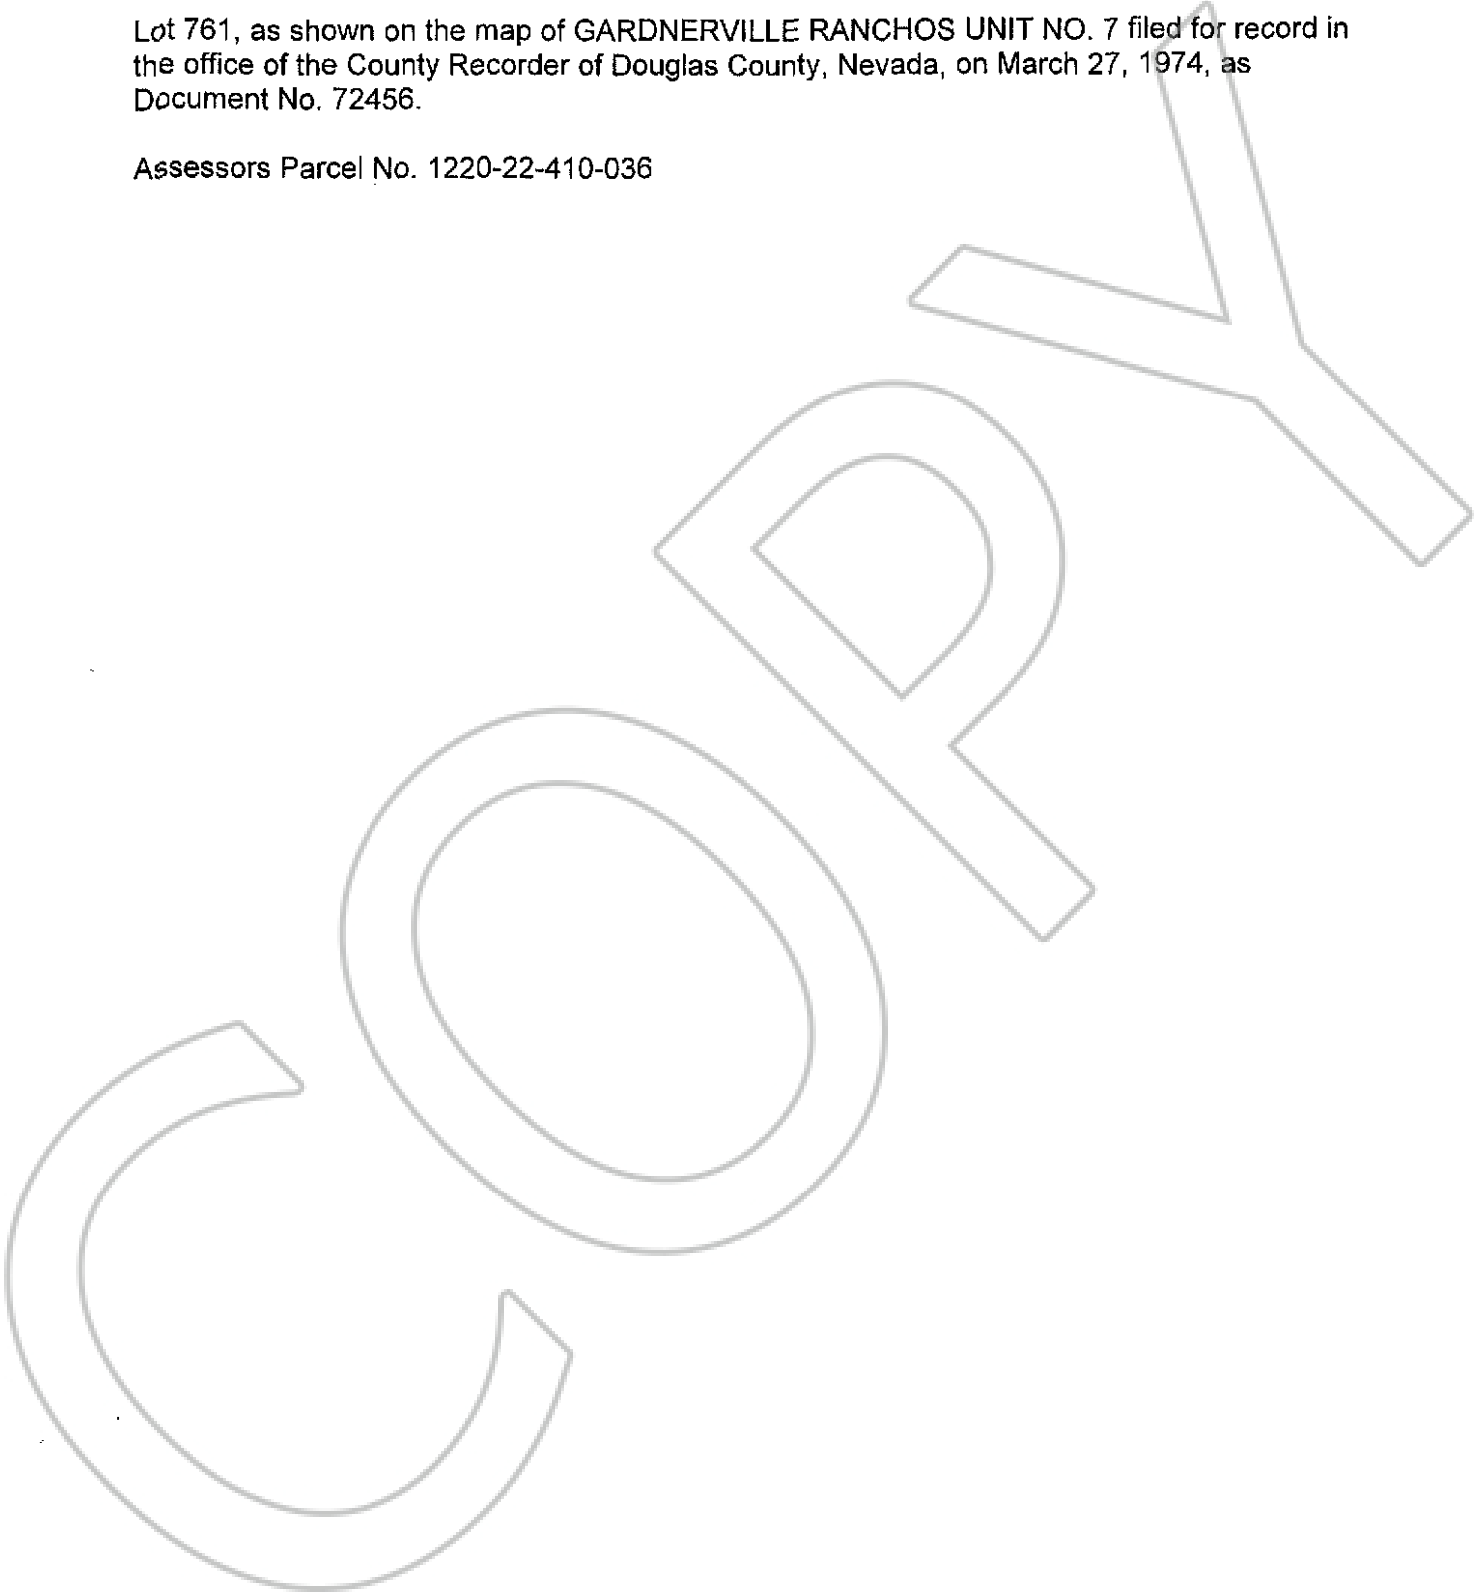 Lot 761, as shown on the map of GARDNERVILLE RANCHOS UNIT NO. 7 filed for record in
the office of the County Recorder of Douglas County, Nevada, on March 27, 1974, as
Document No. 72456.
Assessors Parcel No. 1220-22-410-036
COPY